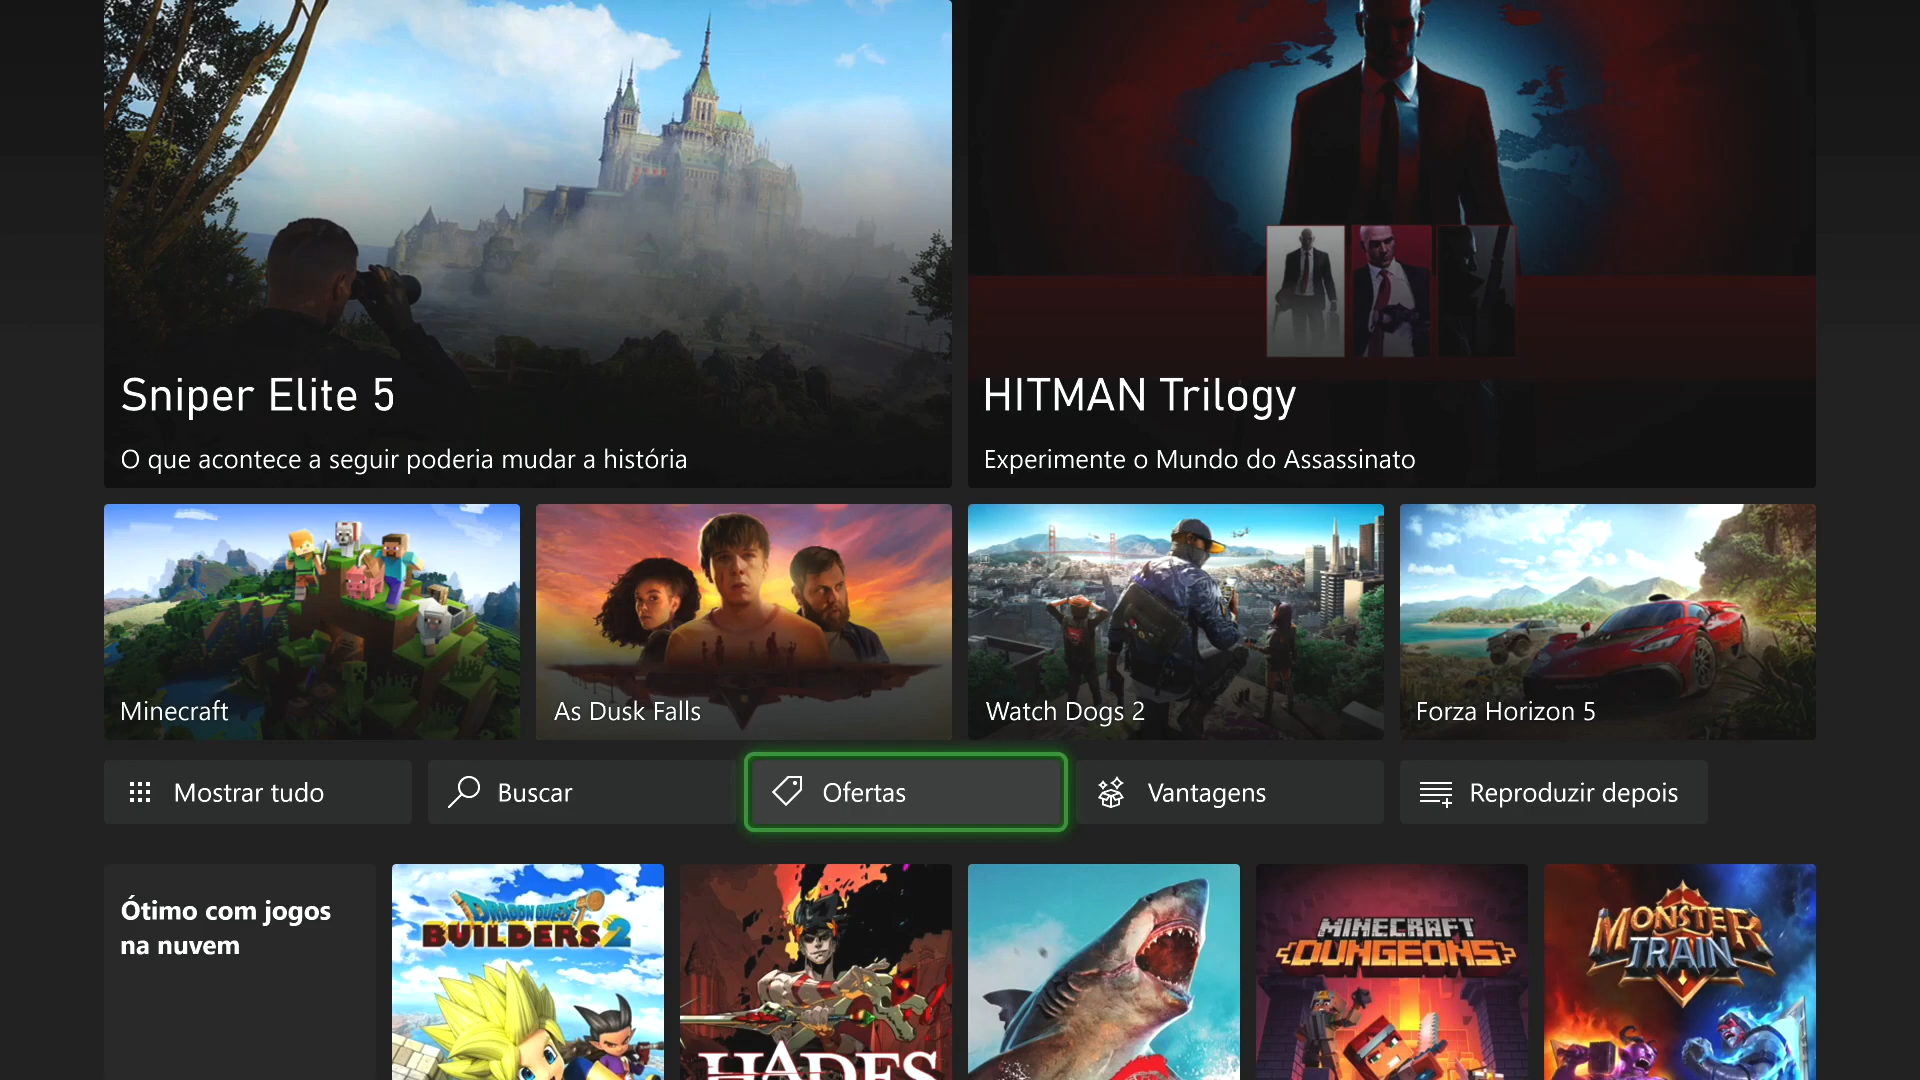 Sniper Elite 5
O que acontece a seguir poderia mudar a história
HITMAN Trilogy
Experimente o Mundo do Assassinato
Minecraft
As Dusk Falls
Watch Dogs 2
Forza Horizon 5
Mostrar tudo
Buscar
Ofertas
Vantagens
Reproduzir depois
Ótimo com jogos
na nuvem
DRAGON QUEST
BUILDERS 2
HADES
MINECRAFT
DUNGEONS
MONSTER
TRAIN